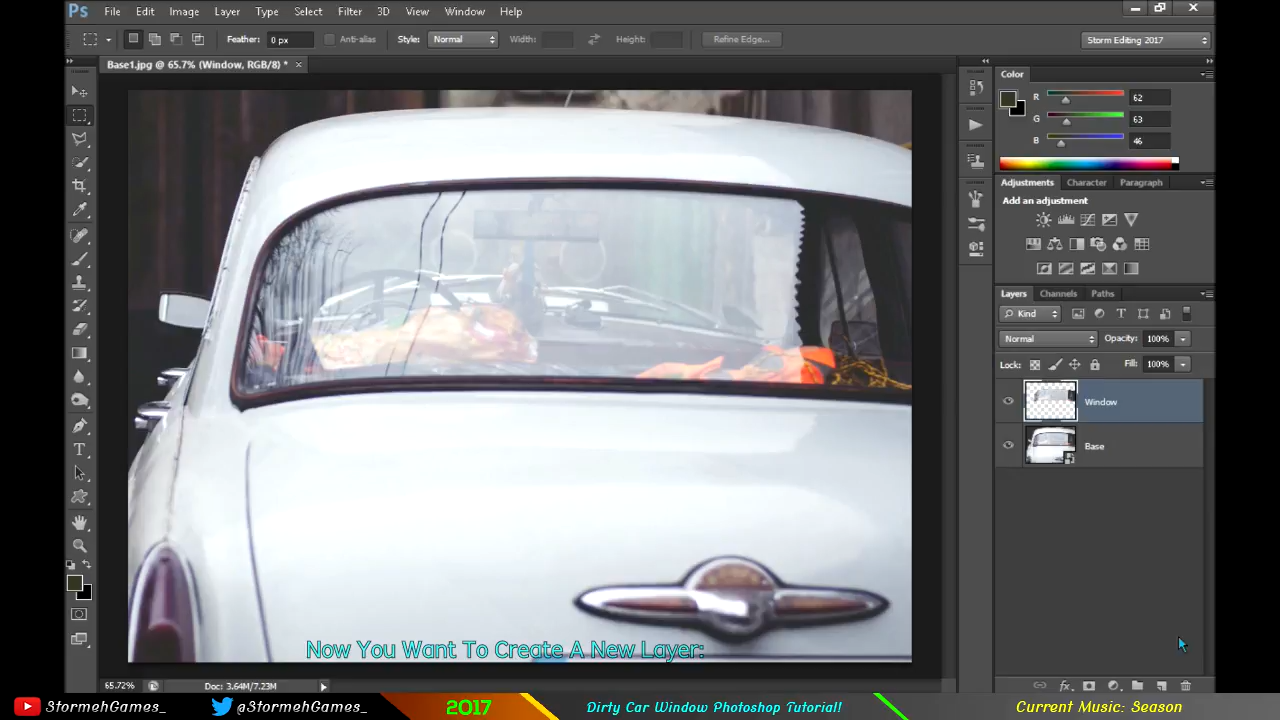 Ps File Edit Image Layer Type Select Filter 3D View Window Help
Feather: 0 px Anti-alias Style: Normal Width: Height: Refine Edge... Storm Editing 2017
Base1.jpg @ 65.7% (Window, RGB/8) * ×
Color
R 62
G 63
B 46
Adjustments Character Paragraph
Add an adjustment
Layers Channels Paths
Kind
Normal Opacity: 100%
Lock: Fill: 100%
Window
Base
Now You Want To Create A New Layer:
65.72% Doc: 3.64M/7.23M
StormehGames_ @StormehGames_ 2017 Dirty Car Window Photoshop Tutorial! Current Music: Season